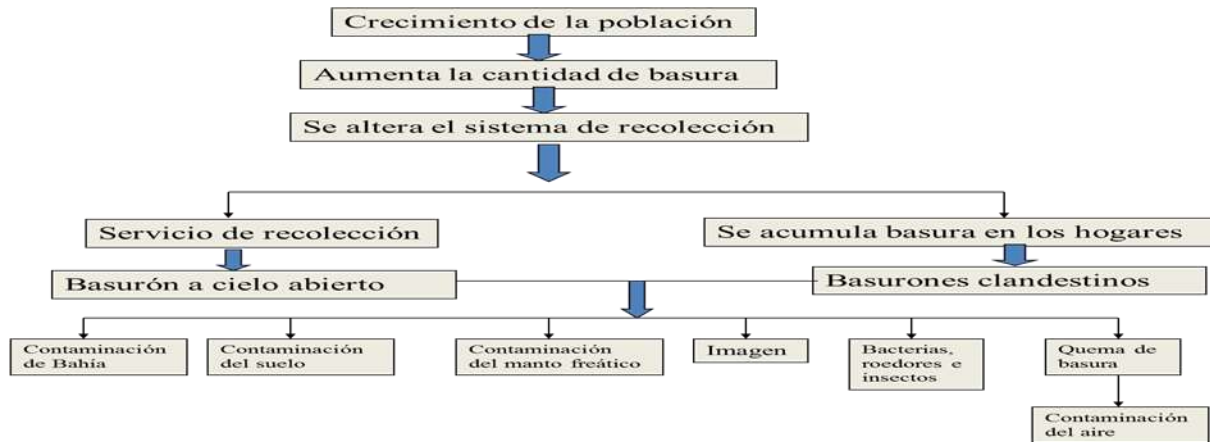 Crecimiento de la población
Aumenta la cantidad de basura
Se altera el sistema de recolección
Servicio de recolección
Se acumula basura en los hogares
Basurón a cielo abierto
Basurones clandestinos
Contaminación
de Bahía
Contaminación
del suelo
Contaminación
del manto freático
Imagen
Bacterias,
roedores e
insectos
Quema de
basura
Contaminación
del aire